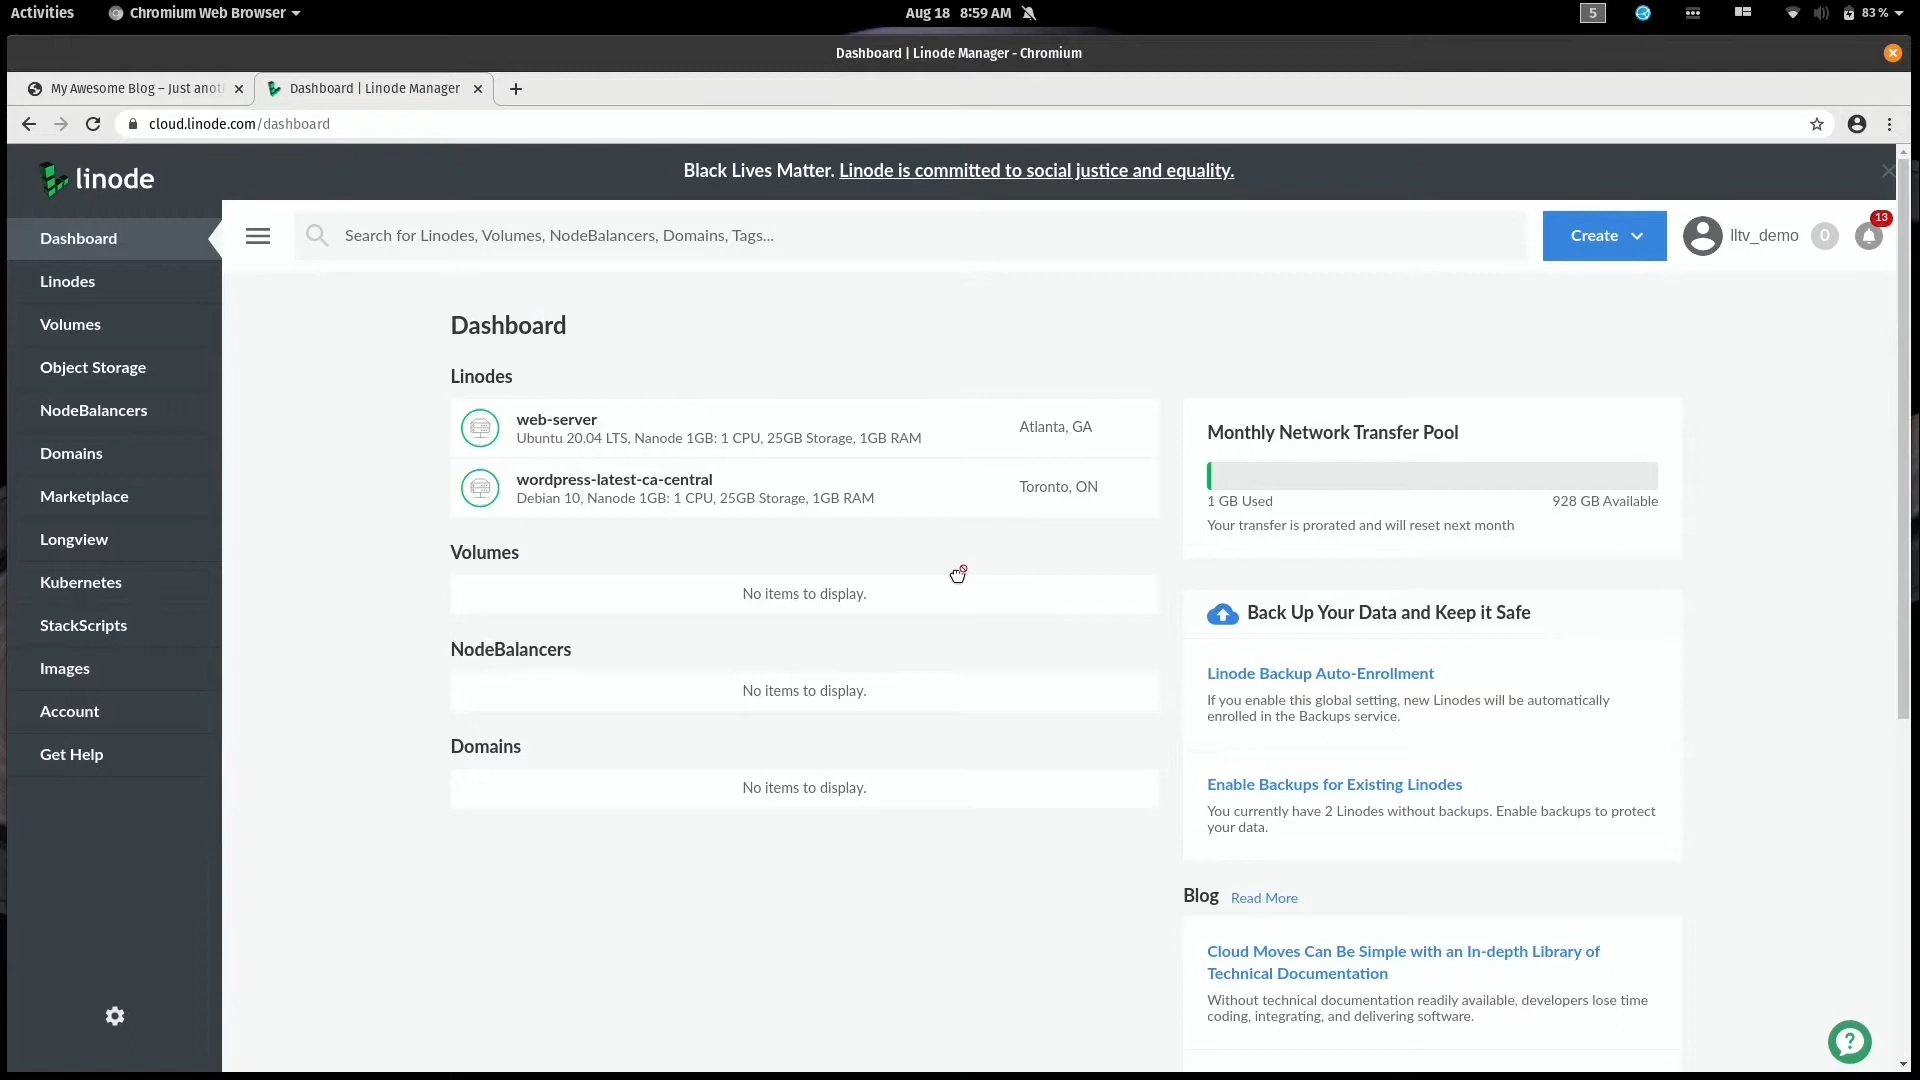 Activities
Chromium Web Browser
Aug 18 8:59 AM
5
83 %
Dashboard | Linode Manager - Chromium
My Awesome Blog – Just anot
Dashboard | Linode Manager
cloud.linode.com/dashboard
linode
Black Lives Matter. Linode is committed to social justice and equality.
Dashboard
Linodes
Volumes
Object Storage
NodeBalancers
Domains
Marketplace
Longview
Kubernetes
StackScripts
Images
Account
Get Help
Search for Linodes, Volumes, NodeBalancers, Domains, Tags...
Create
lltv_demo
0
13
Dashboard
Linodes
web-server
Ubuntu 20.04 LTS, Nanode 1GB: 1 CPU, 25GB Storage, 1GB RAM
Atlanta, GA
wordpress-latest-ca-central
Debian 10, Nanode 1GB: 1 CPU, 25GB Storage, 1GB RAM
Toronto, ON
Volumes
No items to display.
NodeBalancers
No items to display.
Domains
No items to display.
Monthly Network Transfer Pool
1 GB Used
928 GB Available
Your transfer is prorated and will reset next month
Back Up Your Data and Keep it Safe
Linode Backup Auto-Enrollment
If you enable this global setting, new Linodes will be automatically
enrolled in the Backups service.
Enable Backups for Existing Linodes
You currently have 2 Linodes without backups. Enable backups to protect
your data.
Blog Read More
Cloud Moves Can Be Simple with an In-depth Library of
Technical Documentation
Without technical documentation readily available, developers lose time
coding, integrating, and delivering software.